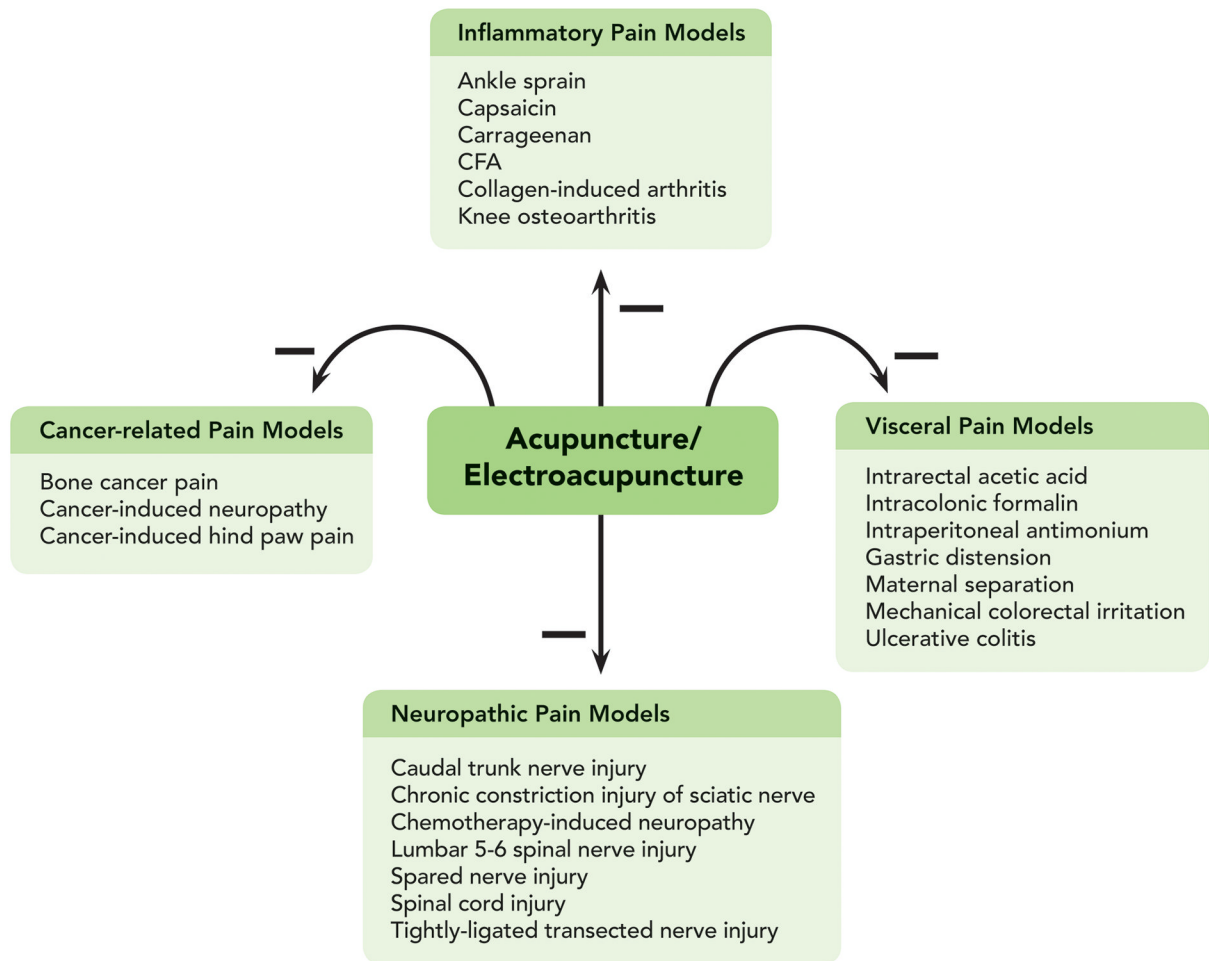 Inflammatory Pain Models
Ankle sprain
Capsaicin
Carrageenan
CFA
Collagen-induced arthritis
Knee osteoarthritis
Cancer-related Pain Models
Bone cancer pain
Cancer-induced neuropathy
Cancer-induced hind paw pain
Acupuncture/
Electroacupuncture
Visceral Pain Models
Intrarectal acetic acid
Intracolonic formalin
Intraperitoneal antimonium
Gastric distension
Maternal separation
Mechanical colorectal irritation
Ulcerative colitis
Neuropathic Pain Models
Caudal trunk nerve injury
Chronic constriction injury of sciatic nerve
Chemotherapy-induced neuropathy
Lumbar 5-6 spinal nerve injury
Spared nerve injury
Spinal cord injury
Tightly-ligated transected nerve injury